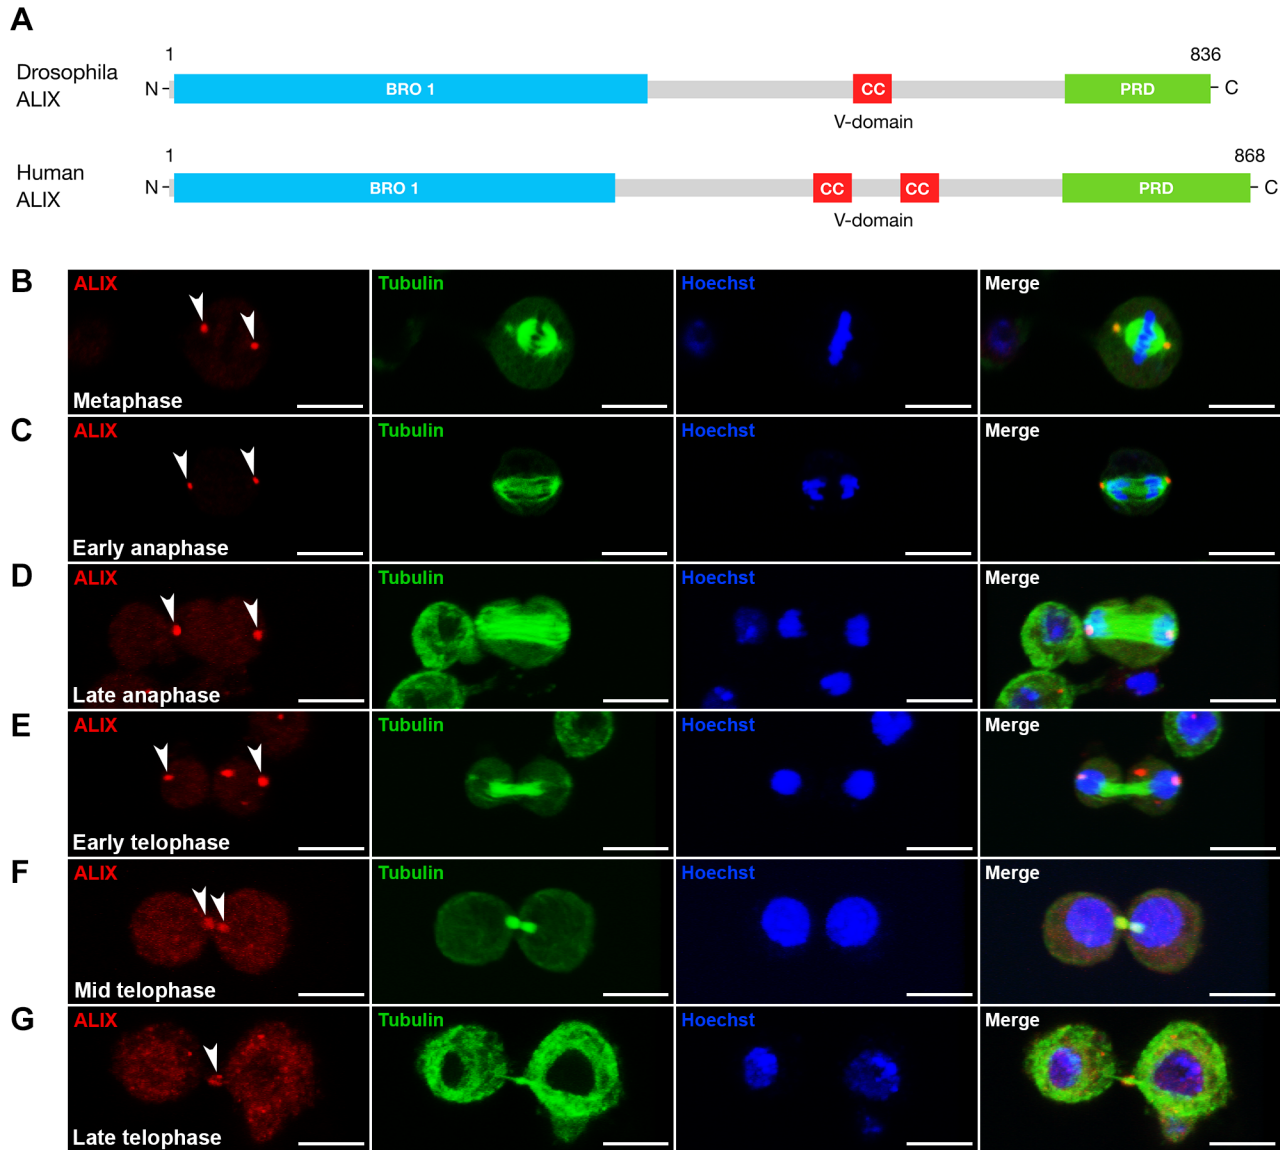 A
1
836
Drosophila
ALIX
N
BRO 1
CC
PRD
C
V-domain
1
868
Human
ALIX
N
BRO 1
CC
CC
PRD
C
V-domain
B
ALIX
Tubulin
Hoechst
Merge
Metaphase
C
ALIX
Tubulin
Hoechst
Merge
Early anaphase
D
ALIX
Tubulin
Hoechst
Merge
Late anaphase
E
ALIX
Tubulin
Hoechst
Merge
Early telophase
F
ALIX
Tubulin
Hoechst
Merge
Mid telophase
G
ALIX
Tubulin
Hoechst
Merge
Late telophase